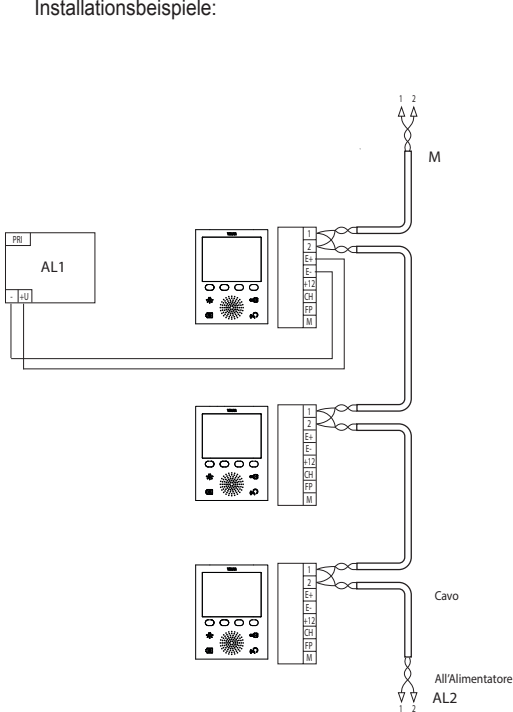 Installationsbeispiele:
1 2
M
PRI
AL1
- +U
1
2
E+
E-
+12
CH
FP
M
1
2
E+
E-
+12
CH
FP
M
1
2
E+
E-
+12
CH
FP
M
Cavo
All'Alimentatore
AL2
1 2